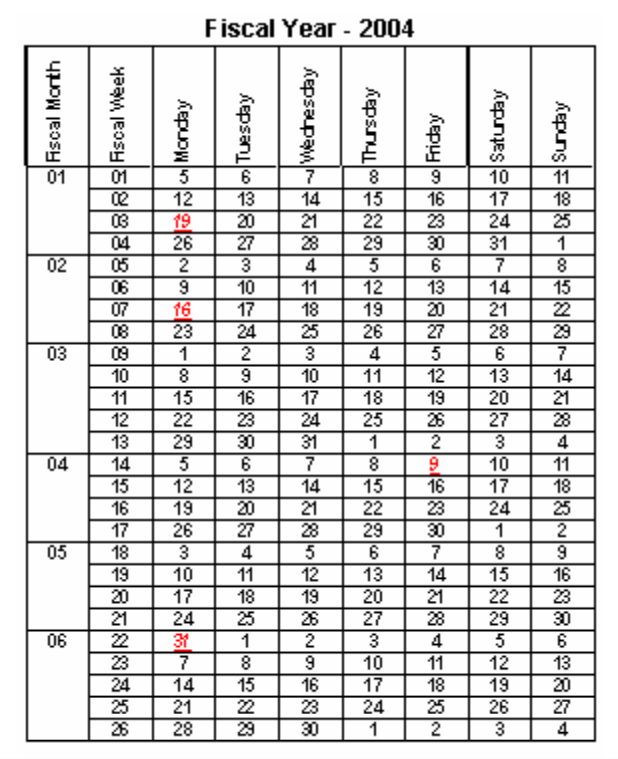 Fiscal Year - 2004
Fiscal Month Fiscal Week Monday Tuesday Wednesday Thursday Friday Saturday Sunday
01 01 5 6 7 8 9 10 11
02 12 13 14 15 16 17 18
03 19 20 21 22 23 24 25
04 26 27 28 29 30 31 1
02 05 2 3 4 5 6 7 8
06 9 10 11 12 13 14 15
07 16 17 18 19 20 21 22
08 23 24 25 26 27 28 29
03 09 1 2 3 4 5 6 7
10 8 9 10 11 12 13 14
11 15 16 17 18 19 20 21
12 22 23 24 25 26 27 28
13 29 30 31 1 2 3 4
04 14 5 6 7 8 9 10 11
15 12 13 14 15 16 17 18
16 19 20 21 22 23 24 25
17 26 27 28 29 30 1 2
05 18 3 4 5 6 7 8 9
19 10 11 12 13 14 15 16
20 17 18 19 20 21 22 23
21 24 25 26 27 28 29 30
06 22 31 1 2 3 4 5 6
23 7 8 9 10 11 12 13
24 14 15 16 17 18 19 20
25 21 22 23 24 25 26 27
26 28 29 30 1 2 3 4